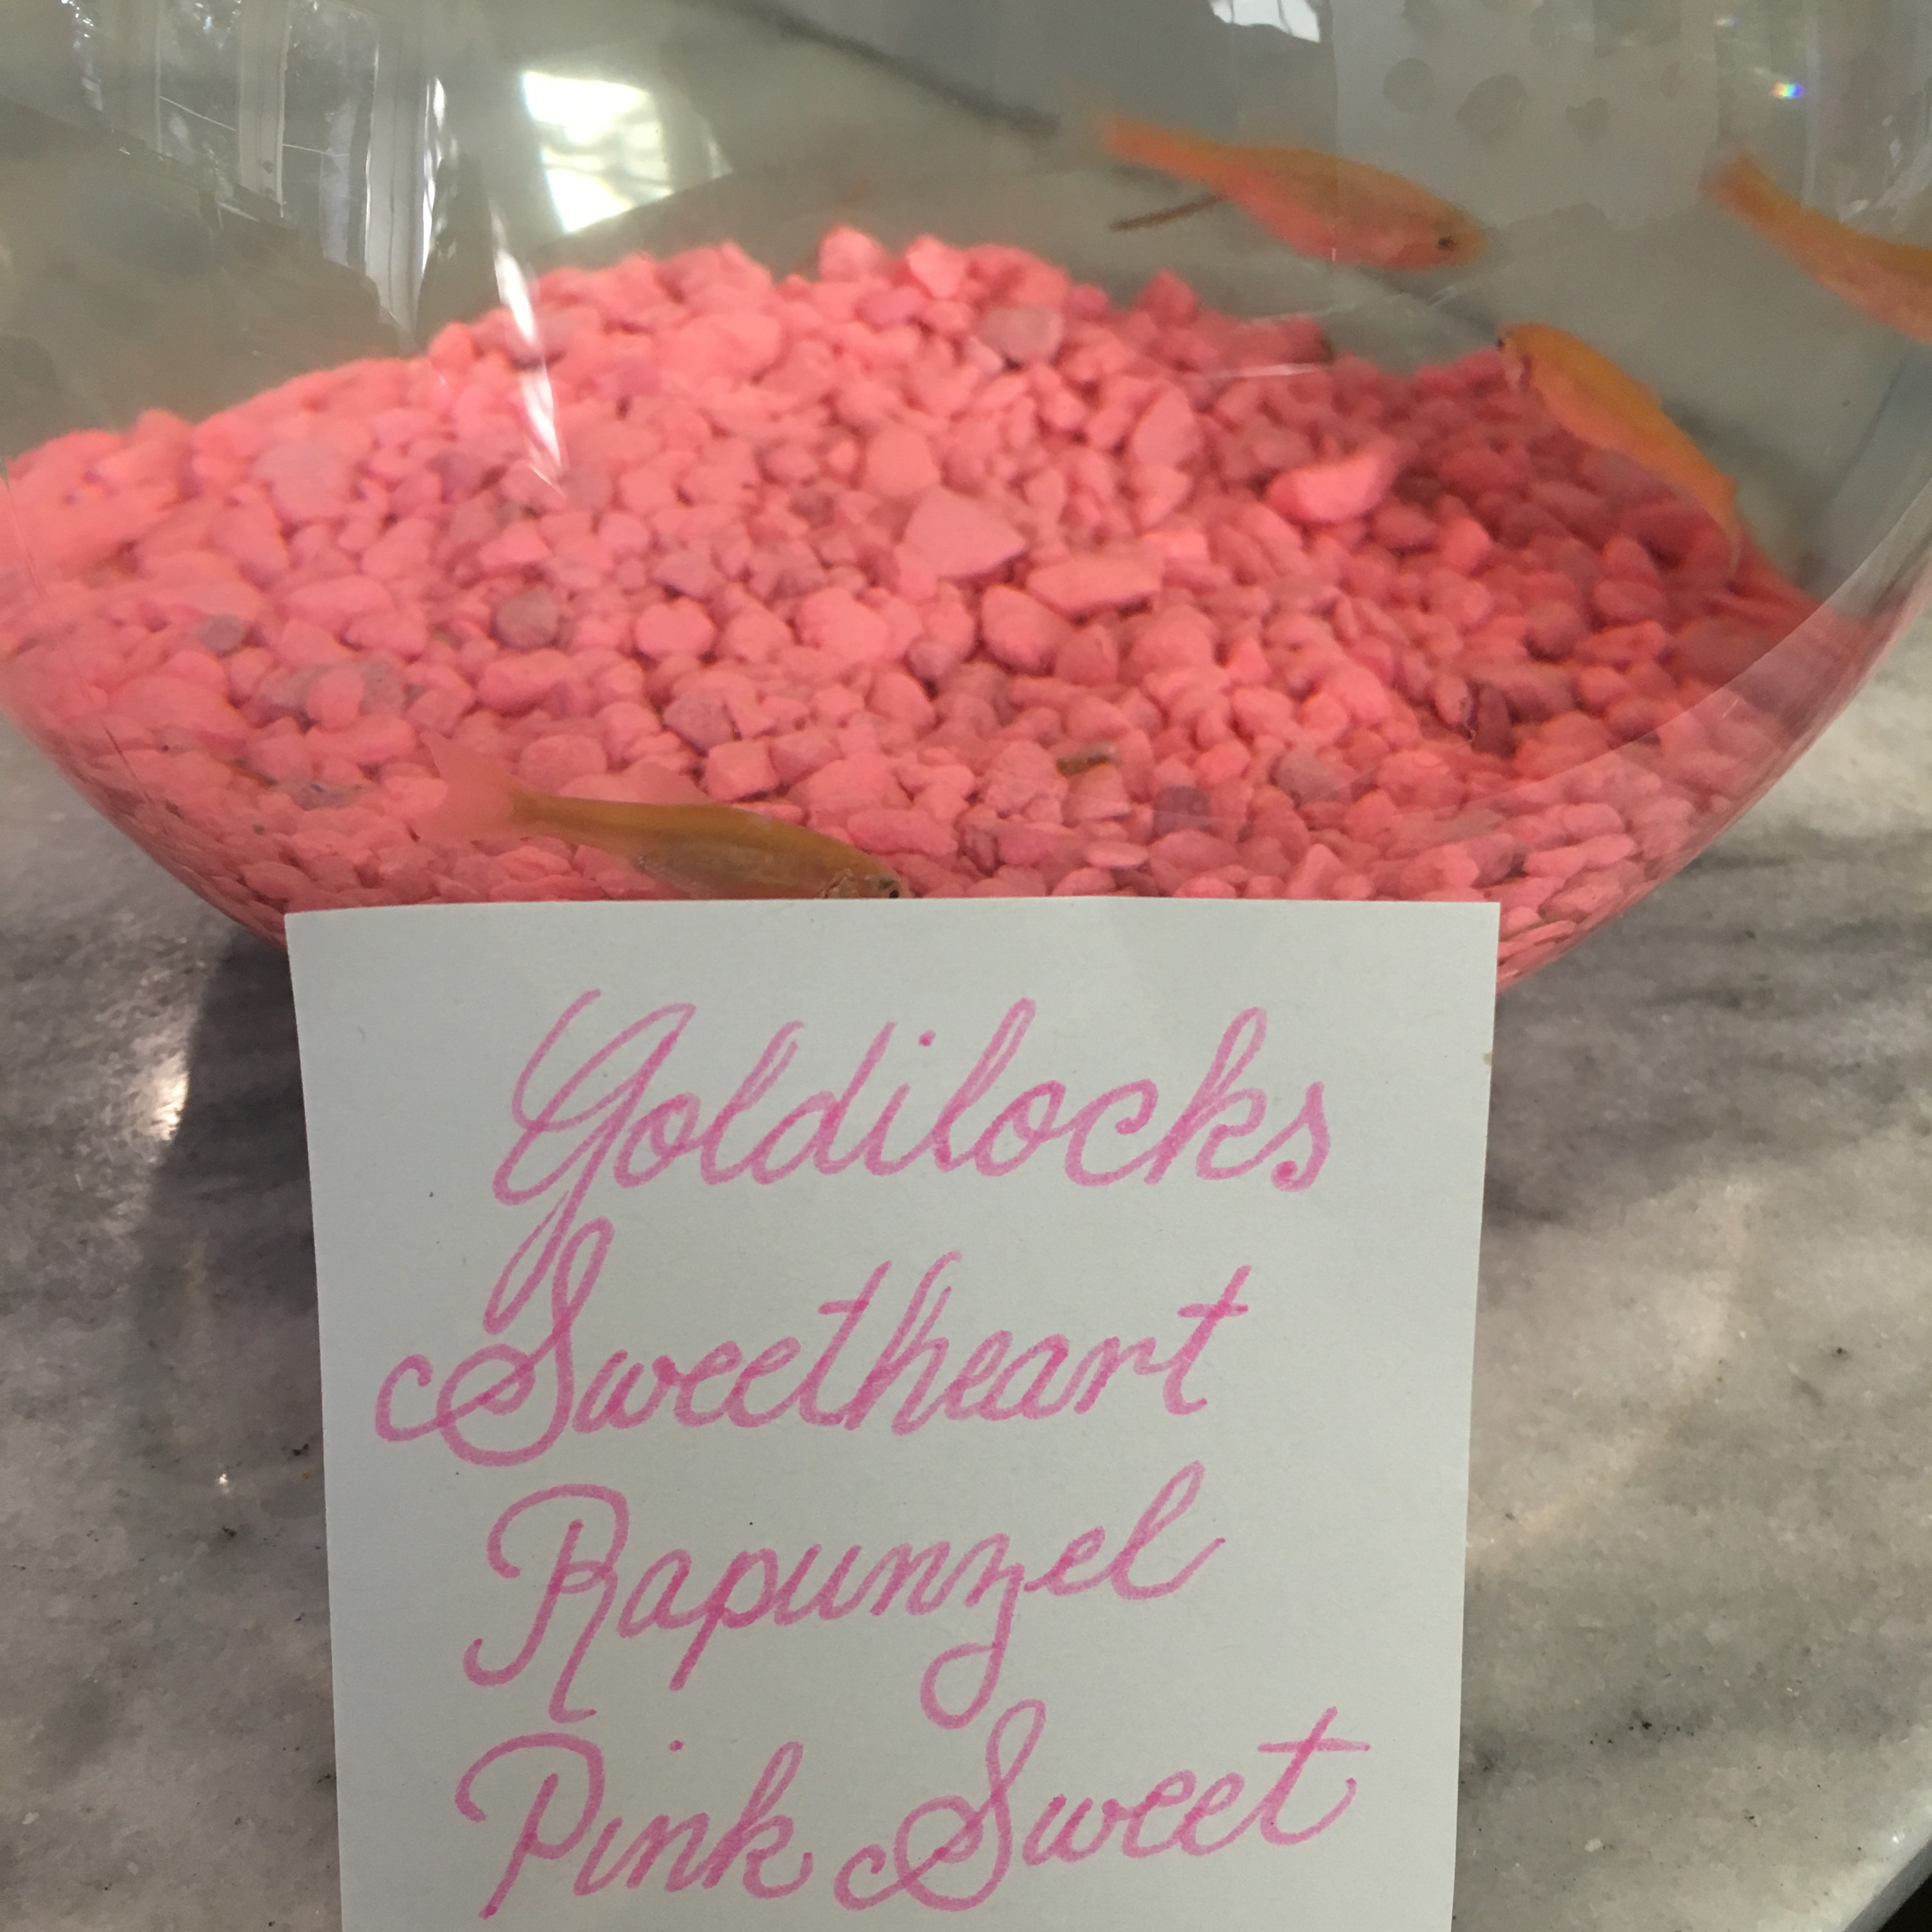 Goldilocks
Sweetheart
Rapunzel
Pink Sweet